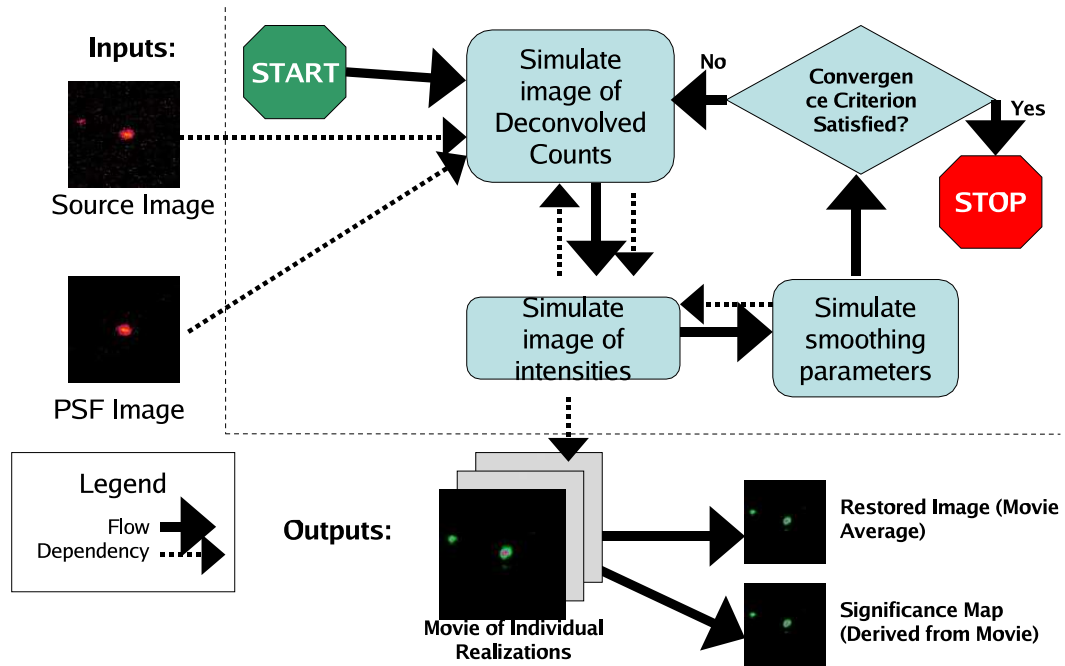 Inputs:
START
Simulate
image of
Deconvolved
Counts
No
Convergen
ce Criterion
Satisfied?
Yes
STOP
Source Image
PSF Image
Simulate
image of
intensities
Simulate
smoothing
parameters
Legend
Flow
Dependency
Outputs:
Movie of Individual
Realizations
Restored Image (Movie
Average)
Significance Map
(Derived from Movie)